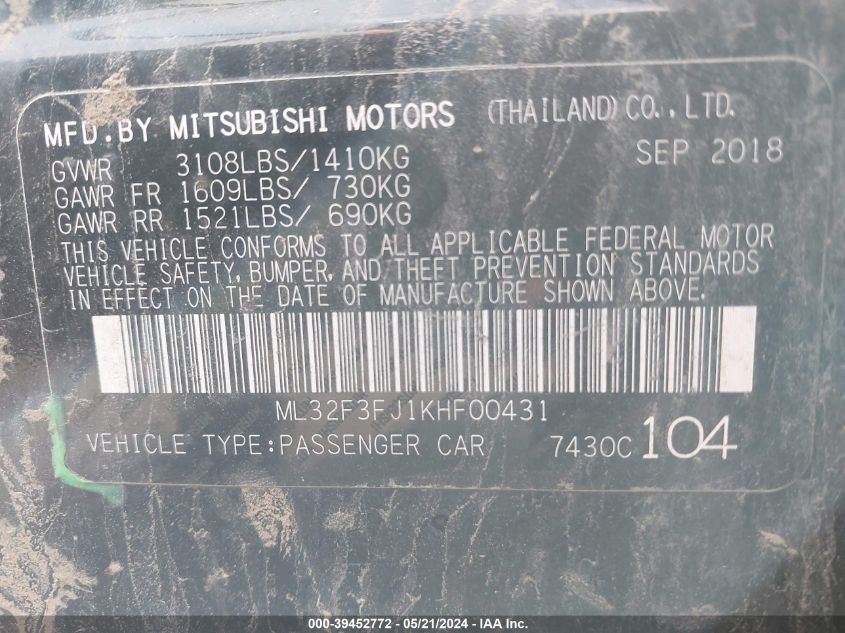 MFD.BY MITSUBISHI MOTORS (THAILAND) CO., LTD.
GVWR 3108LBS/1410KG SEP 2018
GAWR FR 1609LBS/ 730KG
GAWR RR 1521LBS/ 690KG
THIS VEHICLE CONFORMS TO ALL APPLICABLE FEDERAL MOTOR
VEHICLE SAFETY, BUMPER, AND THEFT PREVENTION STANDARDS
IN EFFECT ON THE DATE OF MANUFACTURE SHOWN ABOVE.
ML32F3FJ1KHF00431
VEHICLE TYPE:PASSENGER CAR 7430C 104
000-39452772 - 05/21/2024 - IAA Inc.